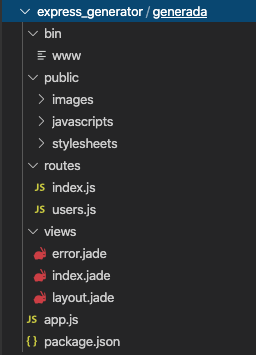 express_generator / generada
bin
www
public
images
javascripts
stylesheets
routes
JS index.js
JS users.js
views
error.jade
index.jade
layout.jade
JS app.js
{ } package.json